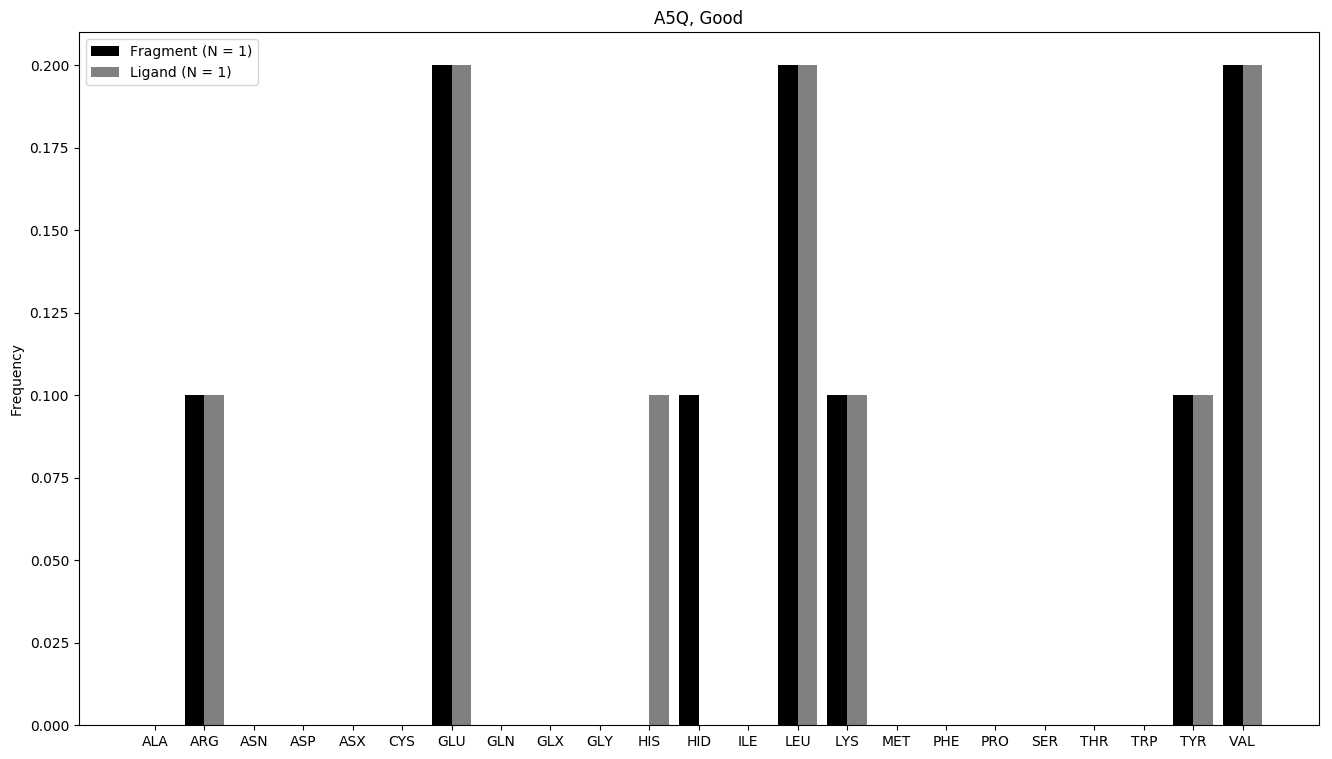 A5Q, Good
Fragment (N = 1)
Ligand (N = 1)
Frequency
0.200
0.175
0.150
0.125
0.100
0.075
0.050
0.025
0.000
ALA ARG ASN ASP ASX CYS GLU GLN GLX GLY HIS HID ILE LEU LYS MET PHE PRO SER THR TRP TYR VAL